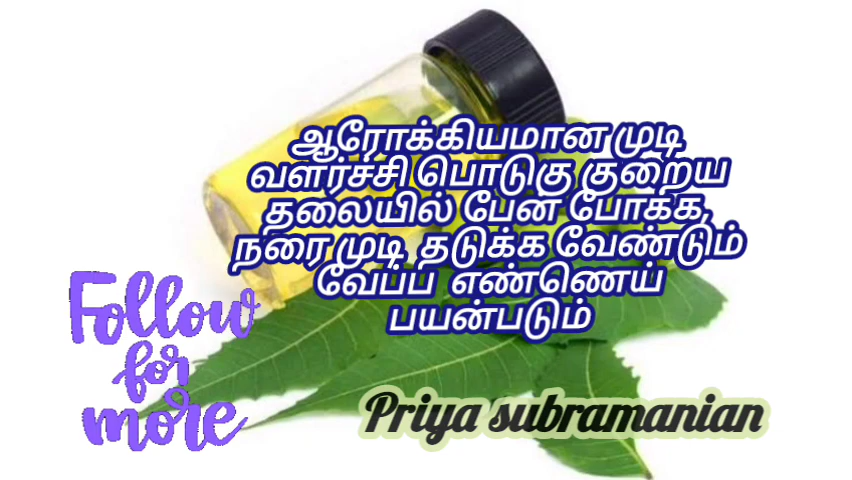 ஆரோக்கியமான முடி
வளர்ச்சி பொடுகு குறைய
தலையில் பேன் போக்க,
நரை முடி தடுக்க வேண்டும்
வேப்ப எண்ணெய்
பயன்படும்
Follow
for
more
Priya subramanian